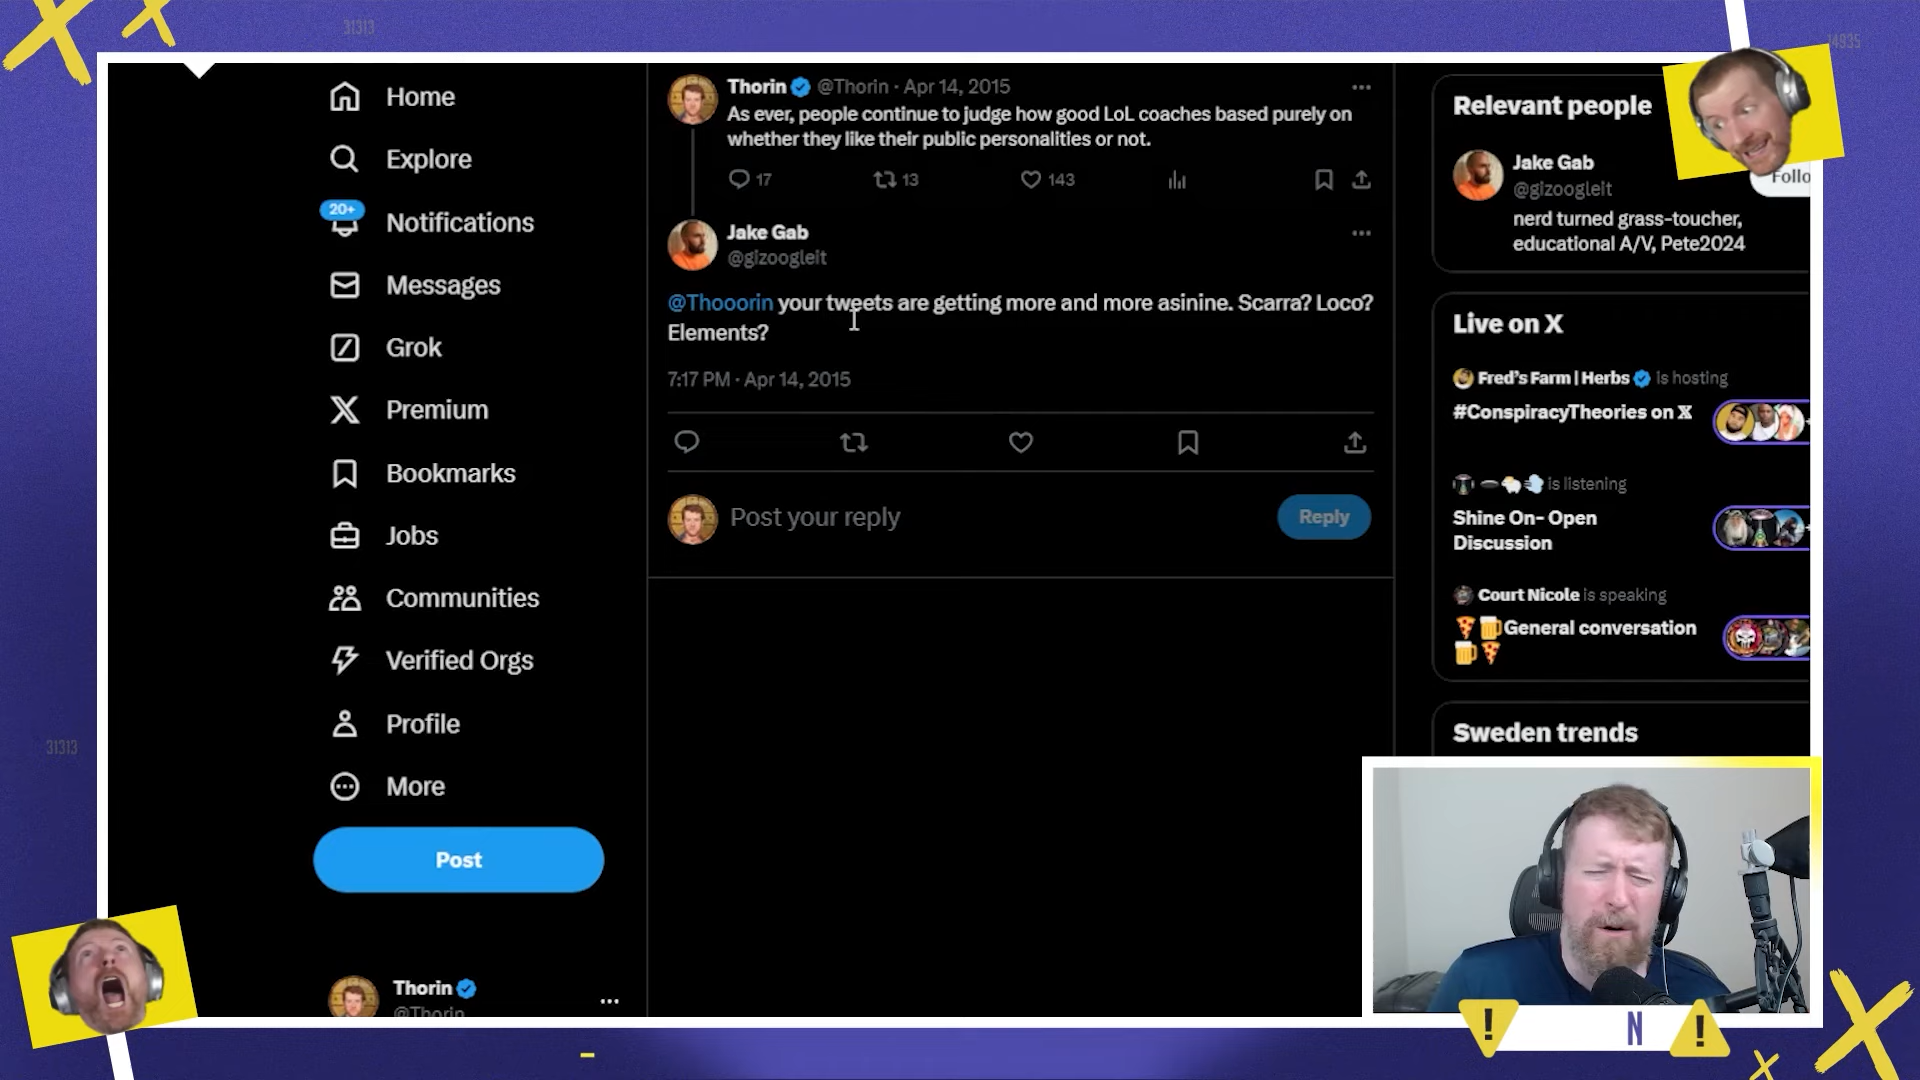 31313
14935
Home
Explore
20+
Notifications
Messages
Grok
Premium
Bookmarks
Jobs
Communities
Verified Orgs
Profile
More
Post
Thorin
@Thorin
31313
Thorin @Thorin · Apr 14, 2015
As ever, people continue to judge how good LoL coaches based purely on
whether they like their public personalities or not.
17 13 143
Jake Gab
@gizoogleit
@Thooorin your tweets are getting more and more asinine. Scarra? Loco?
Elements?
7:17 PM · Apr 14, 2015
Post your reply
Reply
Relevant people
Jake Gab
@gizoogleit
Follo
nerd turned grass-toucher,
educational A/V, Pete2024
Live on X
Fred's Farm | Herbs is hosting
#ConspiracyTheories on X
is listening
Shine On- Open
Discussion
Court Nicole is speaking
General conversation
Sweden trends
! N !